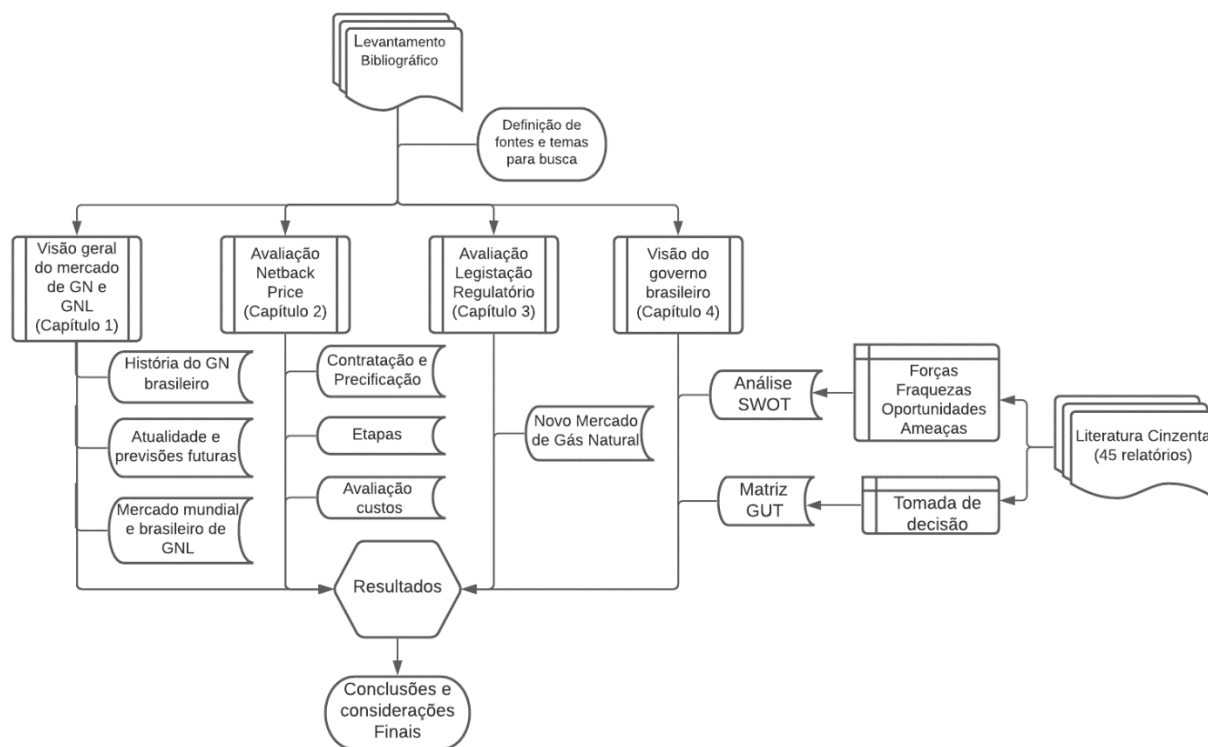 Levantamento
Bibliográfico
Definição de
fontes e temas
para busca
Visão geral
do mercado
de GN e
GNL
(Capítulo 1)
Avaliação
Netback
Price
(Capítulo 2)
Avaliação
Legistação
Regulatório
(Capítulo 3)
Visão do
governo
brasileiro
(Capítulo 4)
História do GN
brasileiro
Atualidade e
previsões futuras
Mercado mundial
e brasileiro de
GNL
Contratação e
Precificação
Etapas
Avaliação
custos
Novo Mercado
de Gás Natural
Análise
SWOT
Forças
Fraquezas
Oportunidades
Ameaças
Matriz
GUT
Tomada de
decisão
Literatura Cinzenta
(45 relatórios)
Resultados
Conclusões e
considerações
Finais